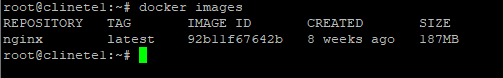 root@clinetel:~# docker images
REPOSITORY TAG IMAGE ID CREATED SIZE
nginx latest 92b11f67642b 8 weeks ago 187MB
root@clinetel:~#